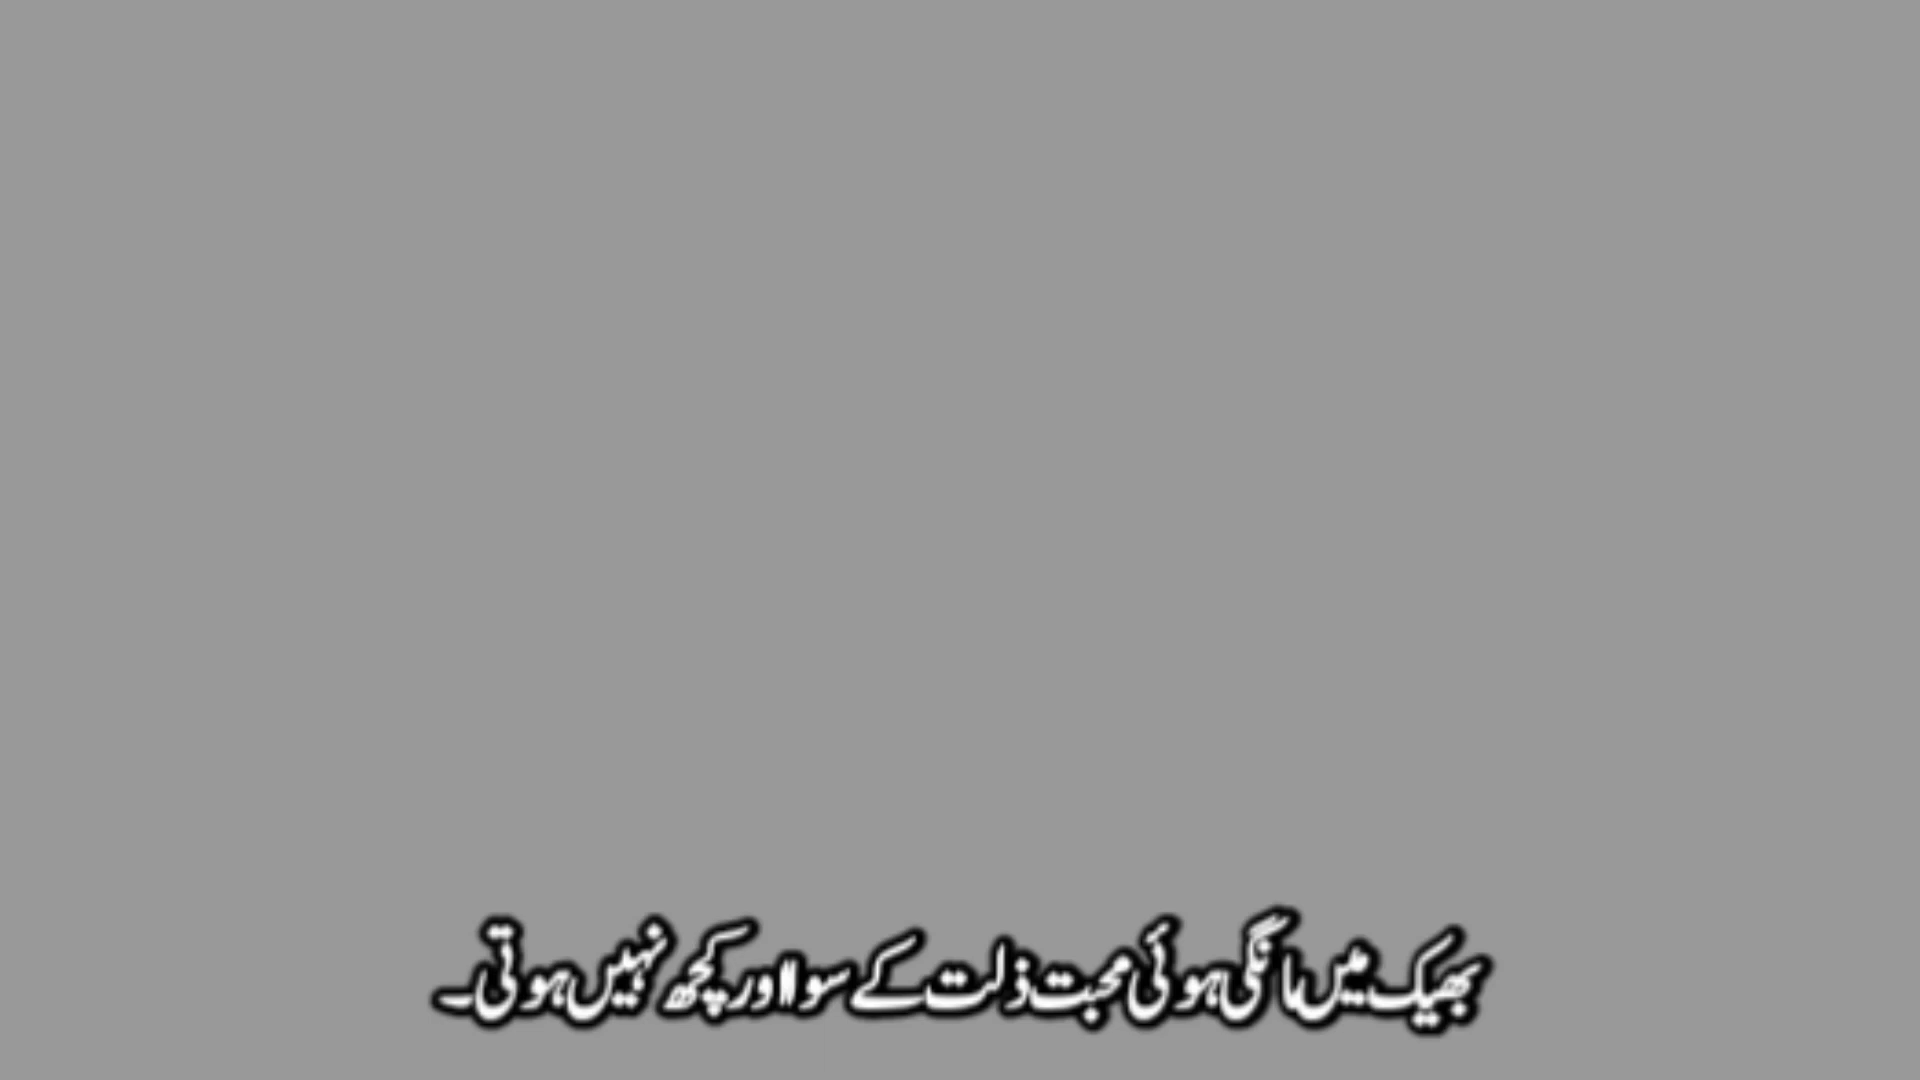 بھیک میں مانگی ہوئی محبت ذلت کے سوا اور کچھ نہیں ہوتی۔